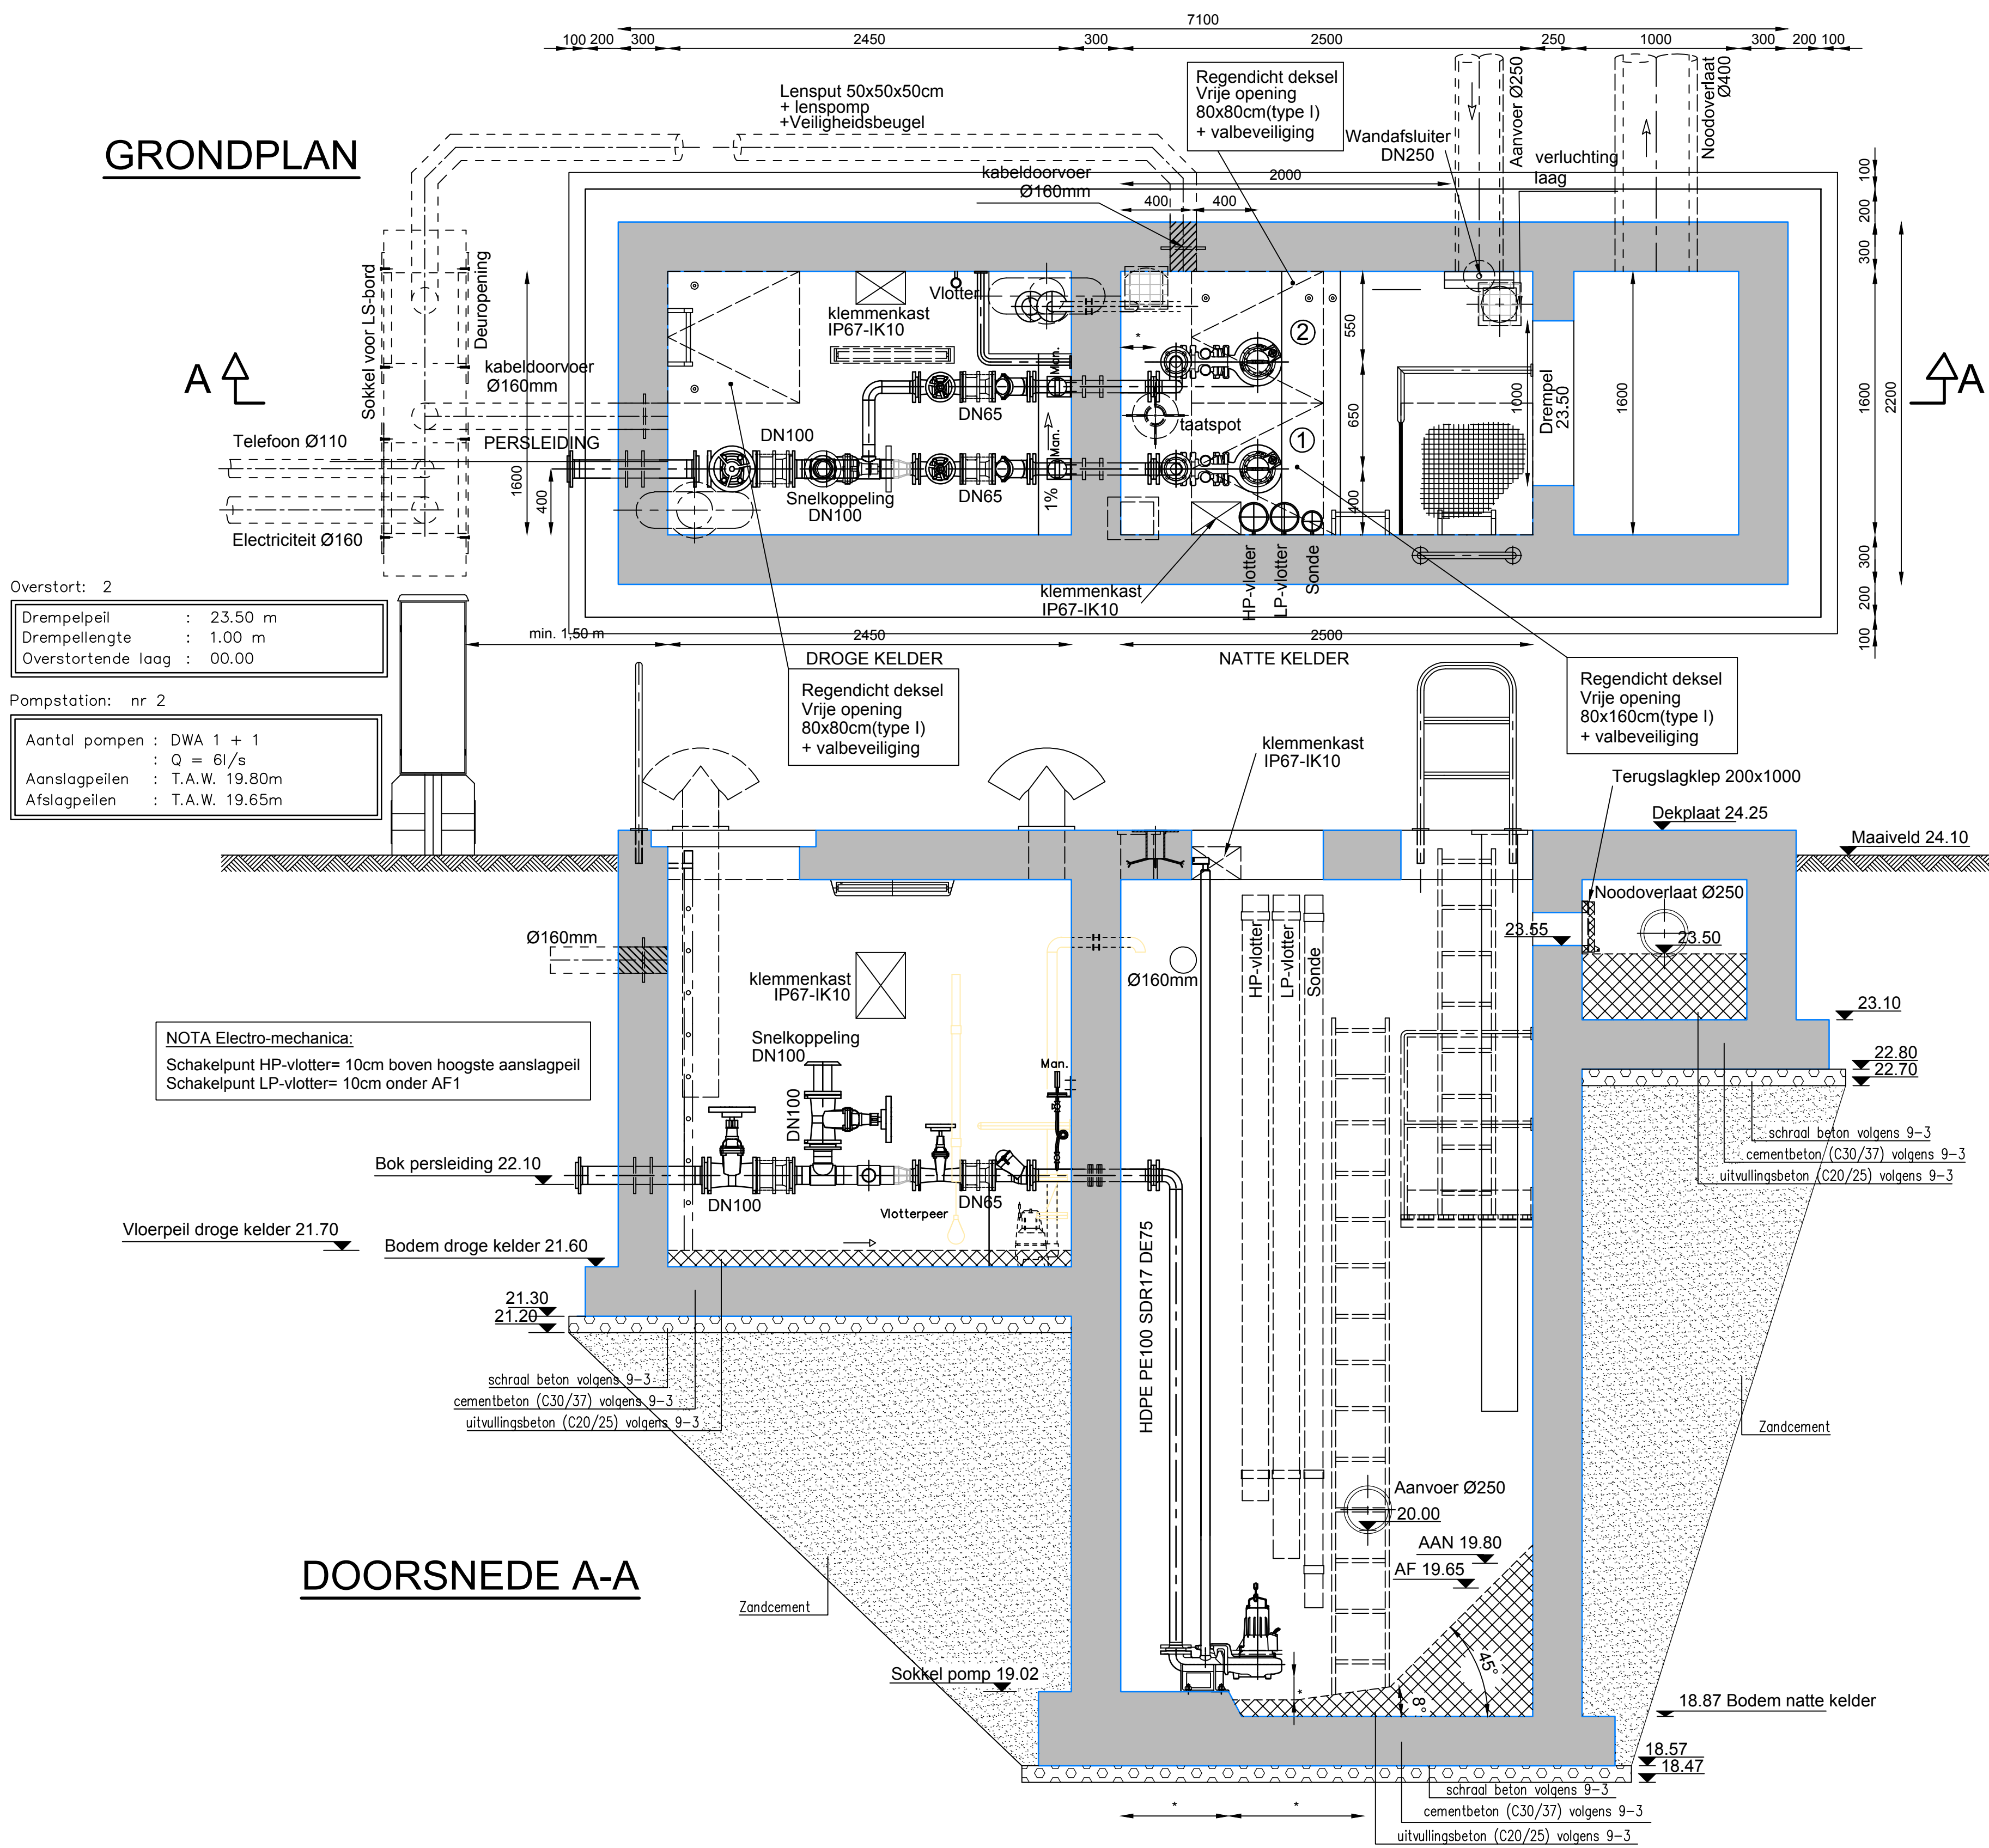 7100
100 200 300 2450 300 2500 250 1000 300 200 100
GRONDPLAN
Lensput 50x50x50cm
+ lenspomp
+Veiligheidsbeugel
Regendicht deksel
Vrije opening
80x80cm(type I)
+ valbeveiliging
Wandafsluiter
DN250
Aanvoer Ø250
verluchting
laag
Noodoverlaat
Ø400
kabeldoorvoer
Ø160mm
2000
400 400
100
200
300
1600
2200
300
200
100
Sokkel voor LS-bord
Deuropening
kabeldoorvoer
Ø160mm
A
A
Telefoon Ø110
PERSLEIDING
Electriciteit Ø160
1600
400
klemmenkast
IP67-IK10
Vlotter
Man.
DN65
DN100
Snelkoppeling
DN100
DN65
Man.
1%
*
taatspot
2
1
550
650
400
1000
Drempel
23.50
1600
HP-vlotter
LP-vlotter
Sonde
klemmenkast
IP67-IK10
min. 1,50 m
2450
2500
DROGE KELDER
NATTE KELDER
Overstort: 2
Drempelpeil : 23.50 m
Drempellengte : 1.00 m
Overstortende laag : 00.00
Pompstation: nr 2
Aantal pompen : DWA 1 + 1
: Q = 6l/s
Aanslagpeilen : T.A.W. 19.80m
Afslagpeilen : T.A.W. 19.65m
Regendicht deksel
Vrije opening
80x80cm(type I)
+ valbeveiliging
Regendicht deksel
Vrije opening
80x160cm(type I)
+ valbeveiliging
klemmenkast
IP67-IK10
Terugslagklep 200x1000
Dekplaat 24.25
Maaiveld 24.10
Noodoverlaat Ø250
23.55
23.50
23.10
22.80
22.70
Ø160mm
klemmenkast
IP67-IK10
Ø160mm
HP-vlotter
LP-vlotter
Sonde
NOTA Electro-mechanica:
Schakelpunt HP-vlotter= 10cm boven hoogste aanslagpeil
Schakelpunt LP-vlotter= 10cm onder AF1
Snelkoppeling
DN100
DN100
Man.
Bok persleiding 22.10
DN100
DN65
Vlotterpeer
Vloerpeil droge kelder 21.70
Bodem droge kelder 21.60
21.30
21.20
schraal beton volgens 9-3
cementbeton (C30/37) volgens 9-3
uitvullingsbeton (C20/25) volgens 9-3
schraal beton volgens 9-3
cementbeton (C30/37) volgens 9-3
uitvullingsbeton (C20/25) volgens 9-3
HDPE PE100 SDR17 DE75
Zandcement
Aanvoer Ø250
20.00
AAN 19.80
AF 19.65
DOORSNEDE A-A
Zandcement
45°
8°
*
Sokkel pomp 19.02
18.87 Bodem natte kelder
18.57
18.47
schraal beton volgens 9-3
cementbeton (C30/37) volgens 9-3
uitvullingsbeton (C20/25) volgens 9-3
* *